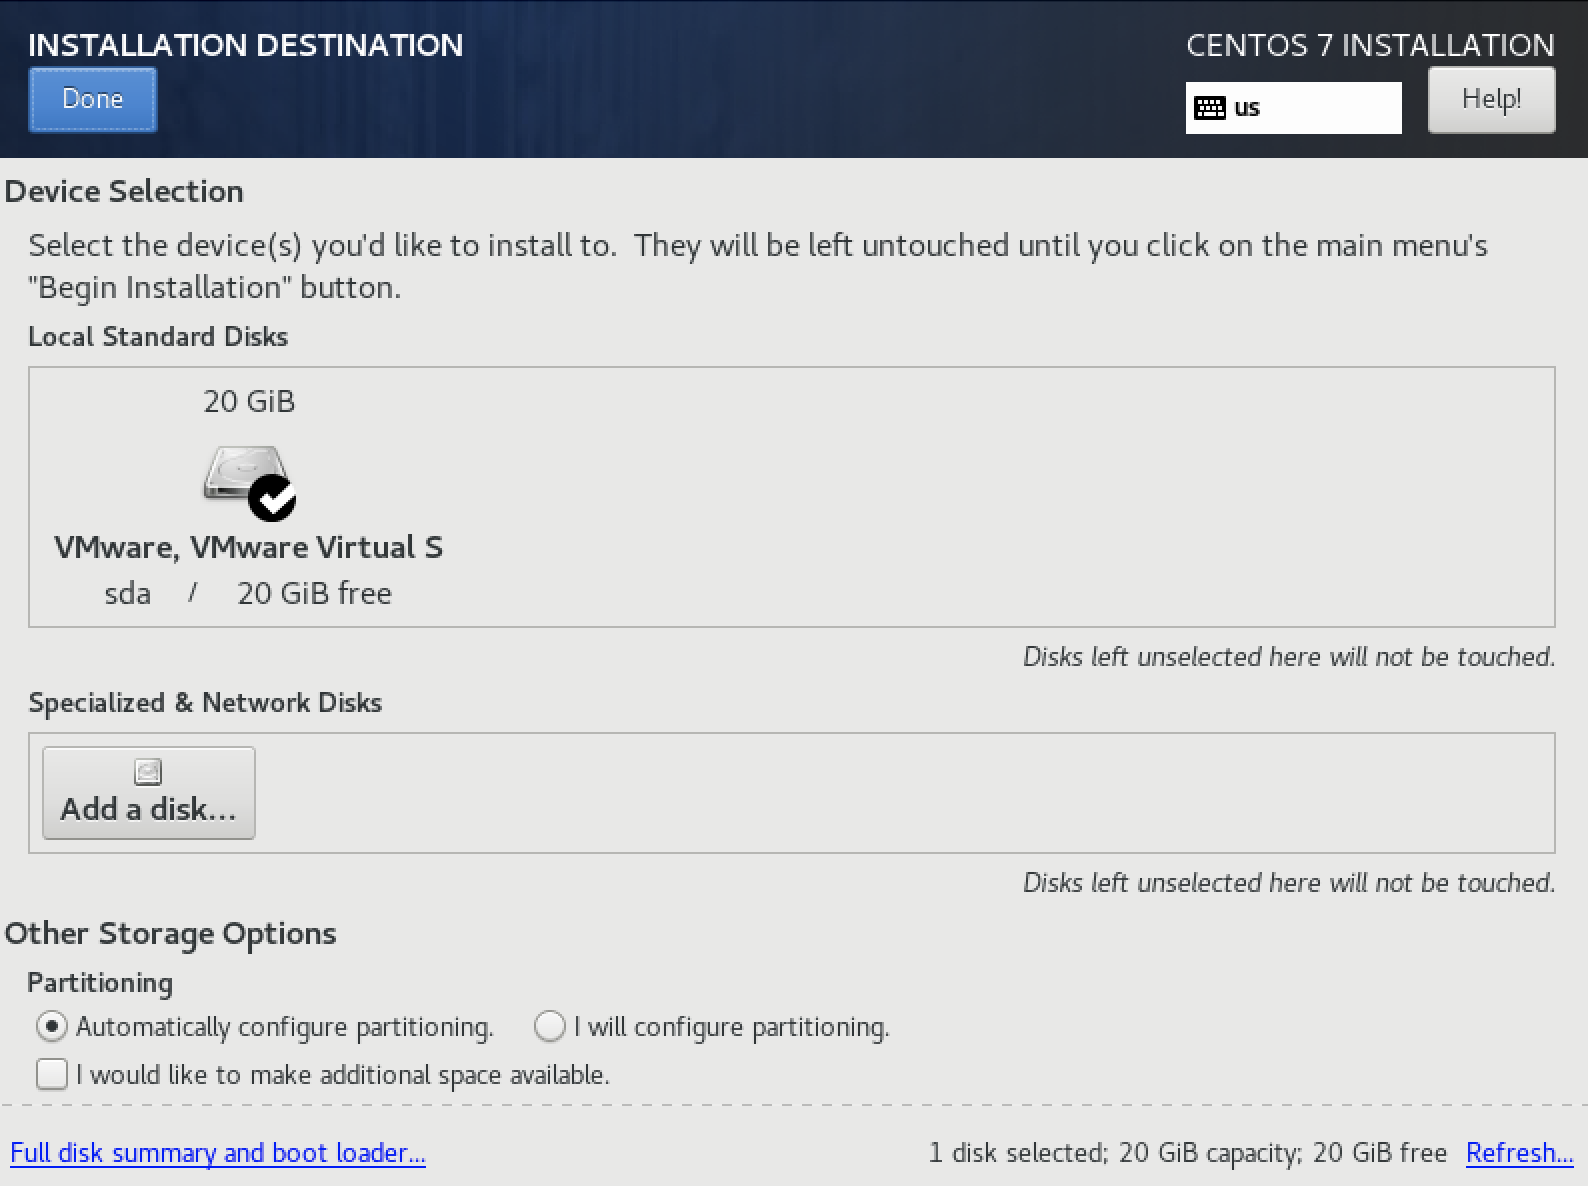 INSTALLATION DESTINATION
CENTOS 7 INSTALLATION
Done
us
Help!
Device Selection
Select the device(s) you'd like to install to.  They will be left untouched until you click on the main menu's
"Begin Installation" button.
Local Standard Disks
20 GiB
VMware, VMware Virtual S
sda / 20 GiB free
Disks left unselected here will not be touched.
Specialized & Network Disks
Add a disk...
Disks left unselected here will not be touched.
Other Storage Options
Partitioning
Automatically configure partitioning. I will configure partitioning.
I would like to make additional space available.
Full disk summary and boot loader... 1 disk selected; 20 GiB capacity; 20 GiB free Refresh...